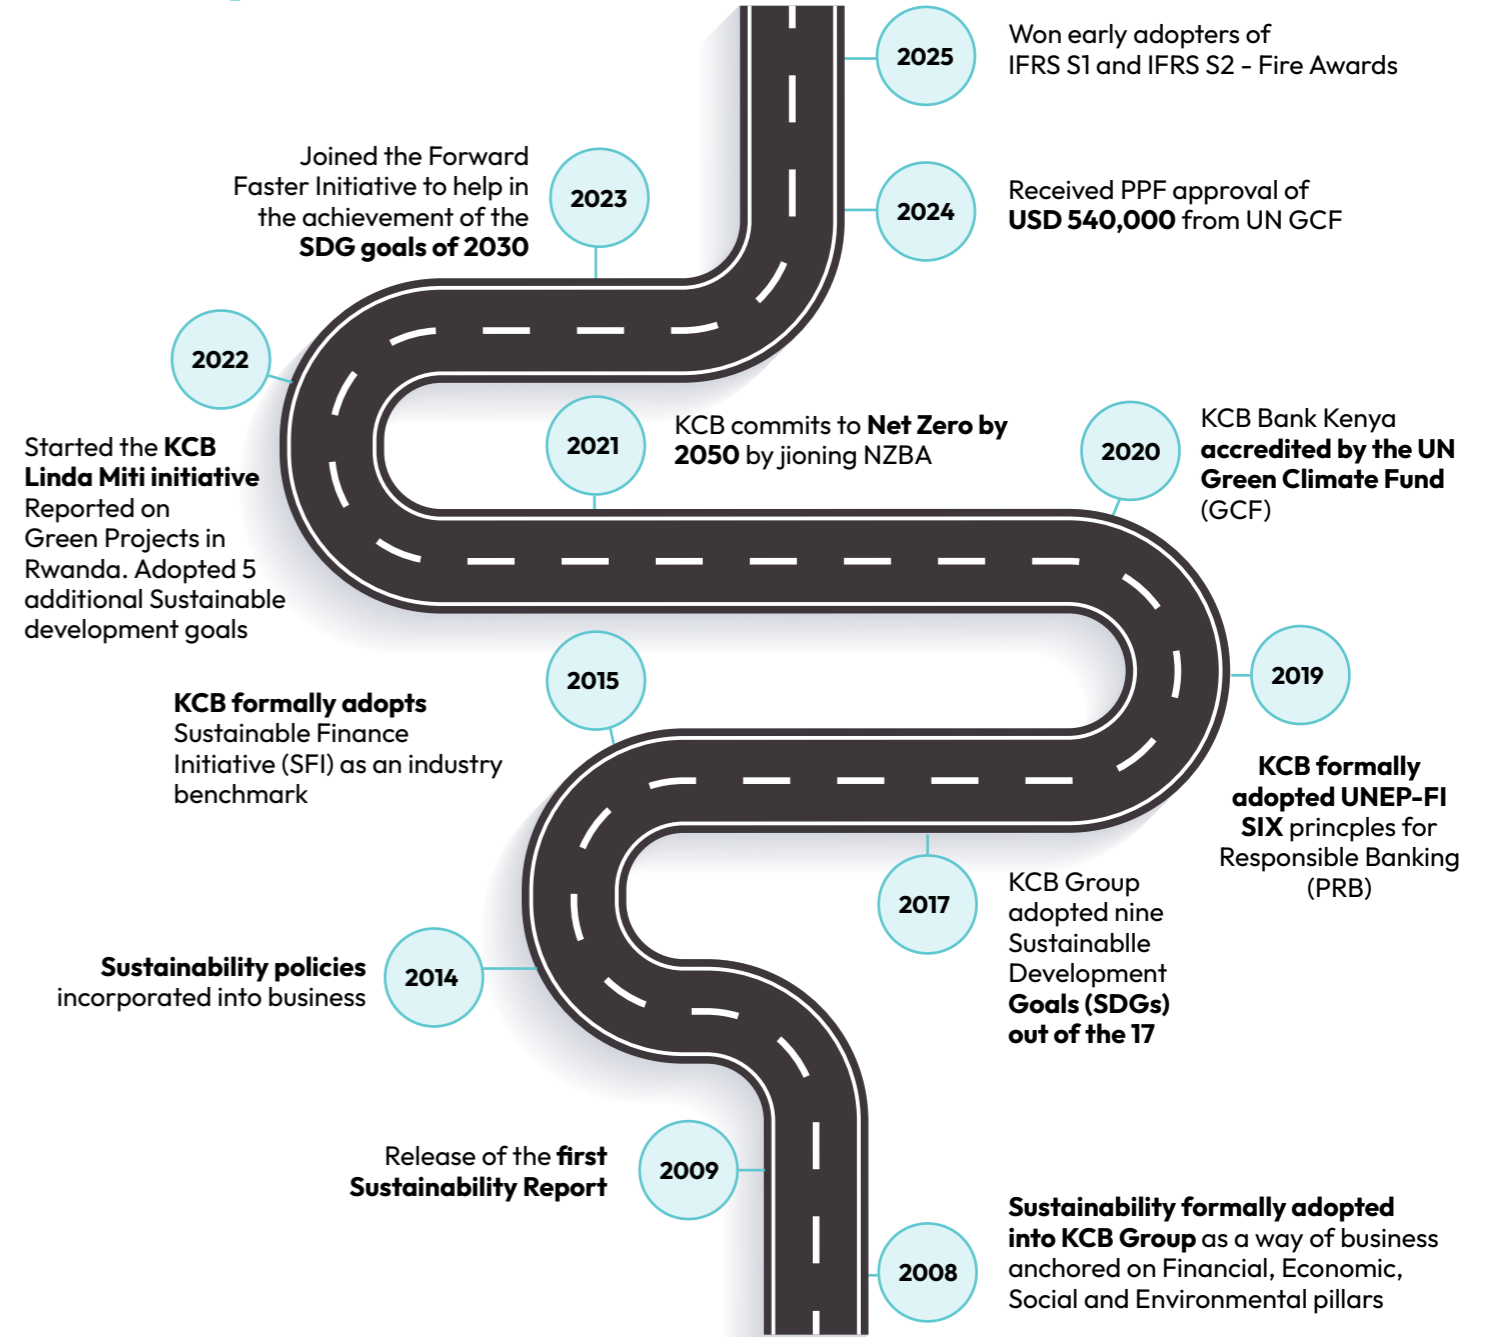 2025
Won early adopters of
IFRS S1 and IFRS S2 - Fire Awards
Joined the Forward
Faster Initiative to help in
the achievement of the
SDG goals of 2030
2023
2024
Received PPF approval of
USD 540,000 from UN GCF
2022
Started the KCB
Linda Miti initiative
Reported on
Green Projects in
Rwanda. Adopted 5
additional Sustainable
development goals
2021
KCB commits to Net Zero by
2050 by jioning NZBA
2020
KCB Bank Kenya
accredited by the UN
Green Climate Fund
(GCF)
2015
KCB formally adopts
Sustainable Finance
Initiative (SFI) as an industry
benchmark
2019
KCB formally
adopted UNEP-FI
SIX princples for
Responsible Banking
(PRB)
2017
KCB Group
adopted nine
Sustainablle
Development
Goals (SDGs)
out of the 17
Sustainability policies
incorporated into business
2014
Release of the first
Sustainability Report
2009
2008
Sustainability formally adopted
into KCB Group as a way of business
anchored on Financial, Economic,
Social and Environmental pillars